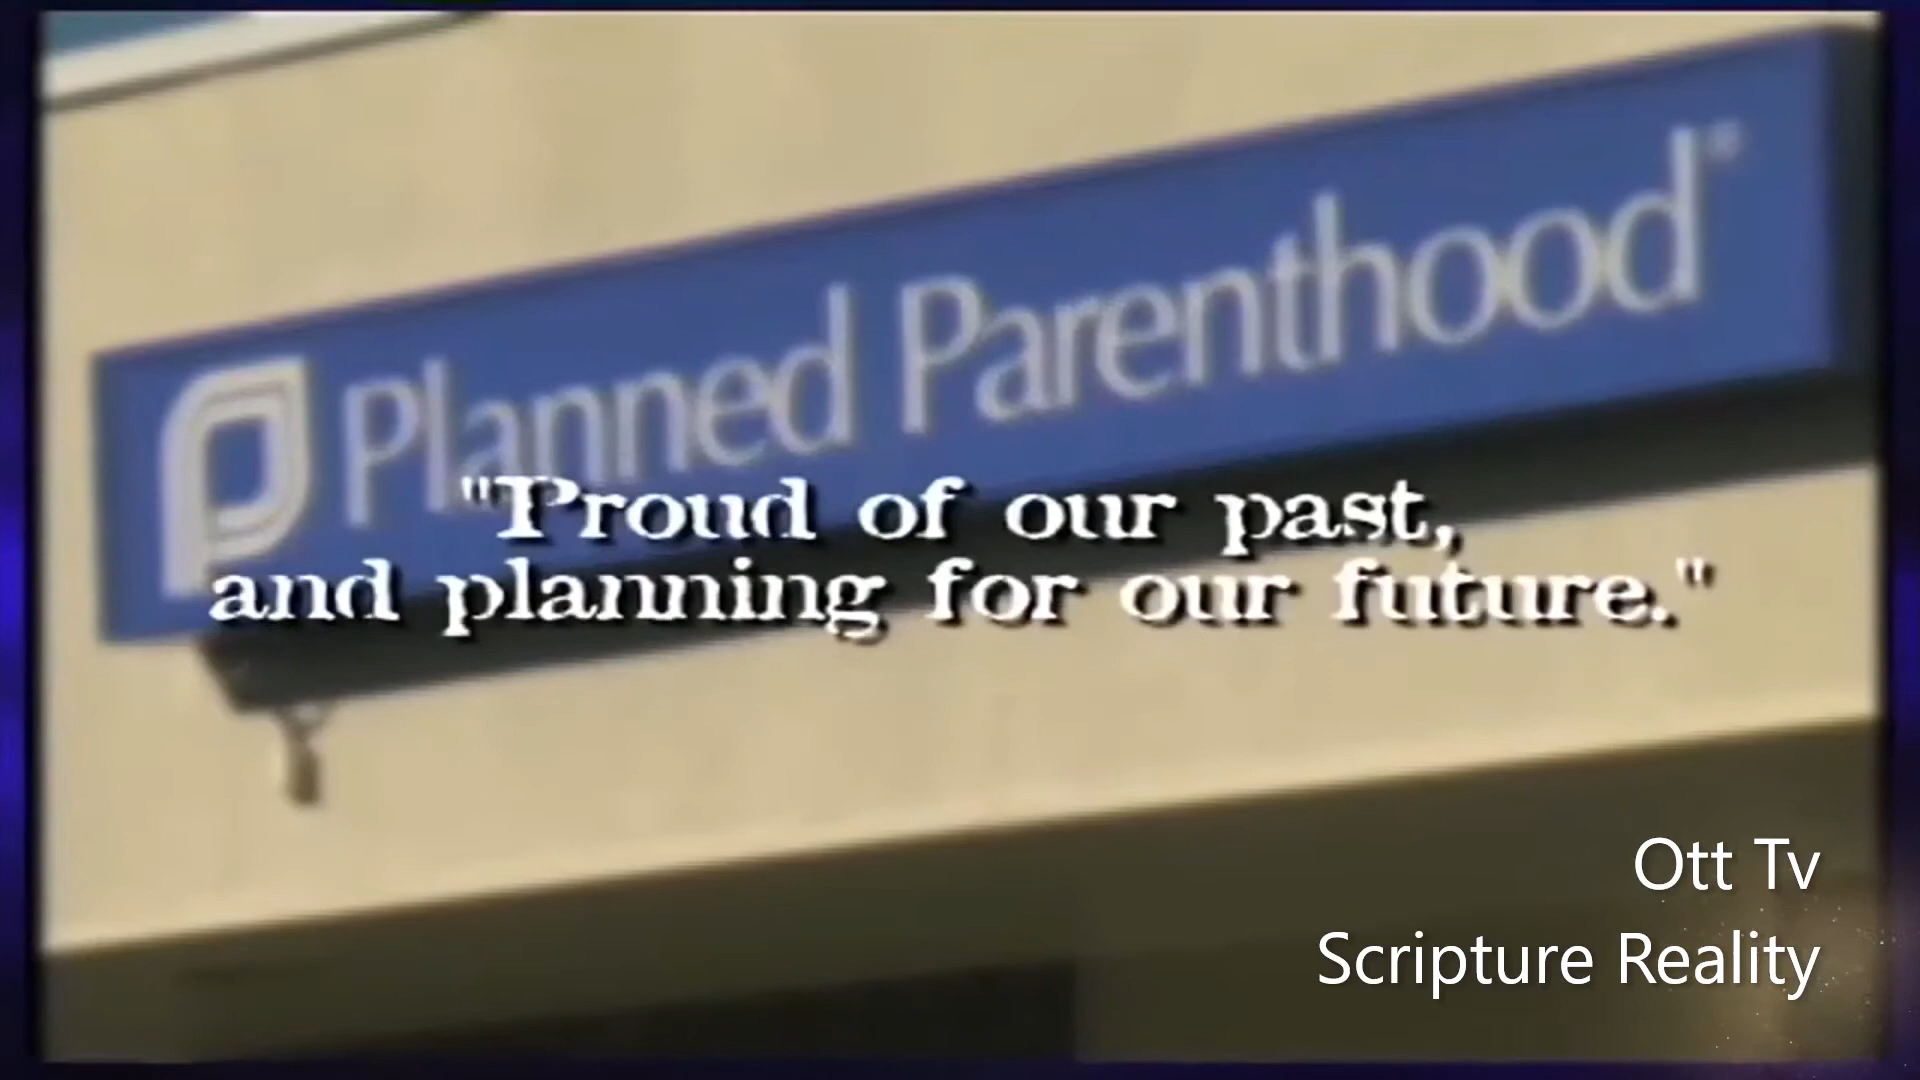 Planned Parenthood®
"Proud of our past,
and planning for our future."
Ott Tv
Scripture Reality